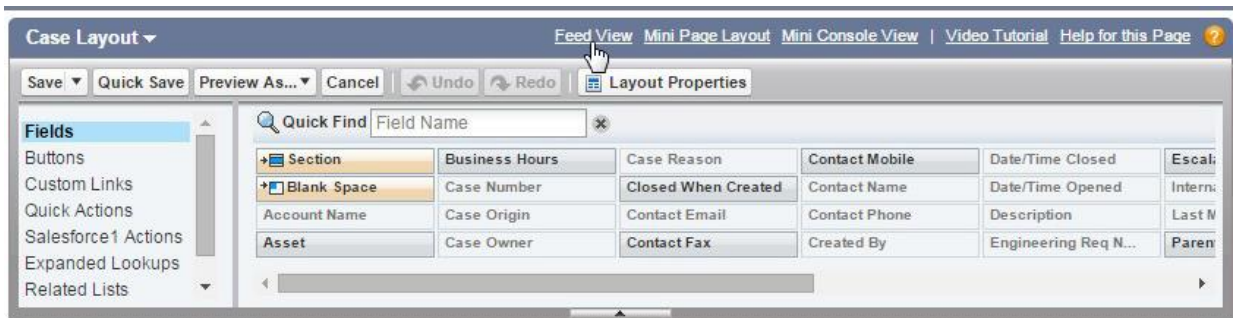 Case Layout Feed View Mini Page Layout Mini Console View | Video Tutorial Help for this Page ?
Save Quick Save Preview As... Cancel Undo Redo Layout Properties
Fields
Buttons
Custom Links
Quick Actions
Salesforce1 Actions
Expanded Lookups
Related Lists
Quick Find Field Name
Section Business Hours Case Reason Contact Mobile Date/Time Closed Escala
Blank Space Case Number Closed When Created Contact Name Date/Time Opened Interna
Account Name Case Origin Contact Email Contact Phone Description Last M
Asset Case Owner Contact Fax Created By Engineering Req N... Paren